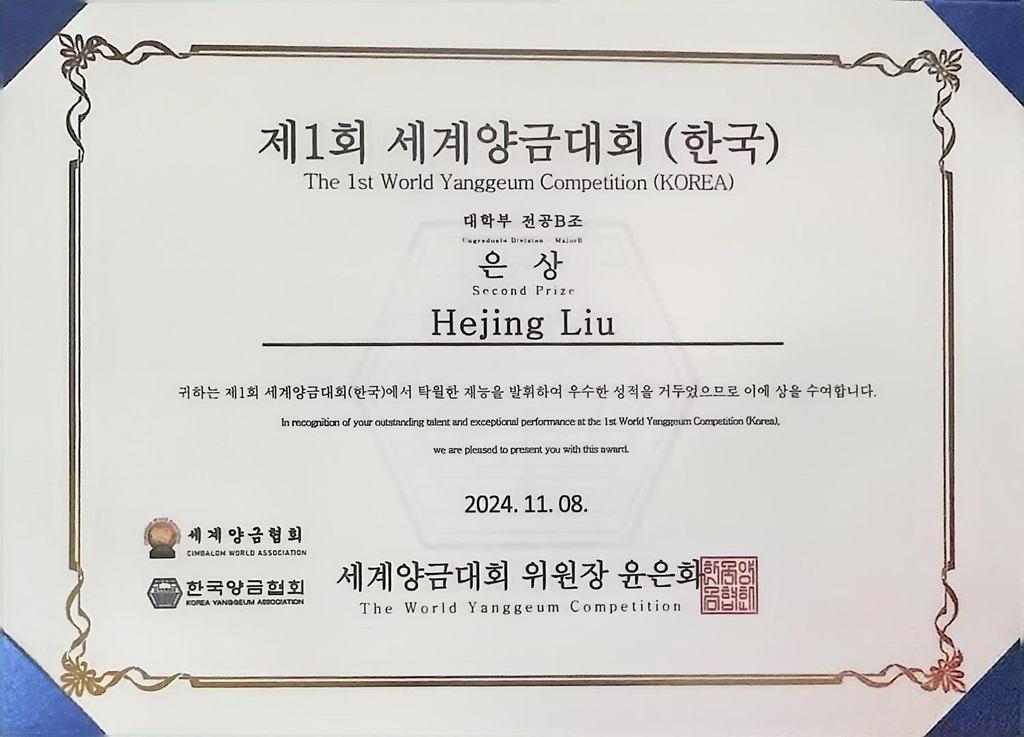 제1회 세계양금대회 (한국)
The 1st World Yanggeum Competition (KOREA)
대학부 전공B조
Division - MajorB
은 상
Second Prize
Hejing Liu
귀하는 제1회 세계양금대회(한국)에서 탁월한 재능을 발휘하여 우수한 성적을 거두었으므로 이에 상을 수여합니다.
In recognition of your outstanding talent and exceptional performance at the 1st World Yanggeum Competition (Korea),
we are pleased to present you with this award.
2024. 11. 08.
세계양금협회
CIMBALOM WORLD ASSOCIATION
한국양금협회
KOREA YANGGEUM ASSOCIATION
세계양금대회 위원장 윤은화
The World Yanggeum Competition